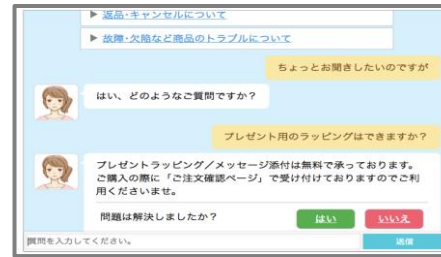 ▶ 返品・キャンセルについて
▶ 故障・欠陥など商品のトラブルについて
ちょっとお聞きしたいのですが
はい、どのようなご質問ですか？
プレゼント用のラッピングはできますか？
プレゼントラッピング／メッセージ添付は無料で承っております。
ご購入の際に「ご注文確認ページ」で受け付けておりますのでご利
用くださいませ。
問題は解決しましたか？ はい いいえ
質問を入力してください。 送信